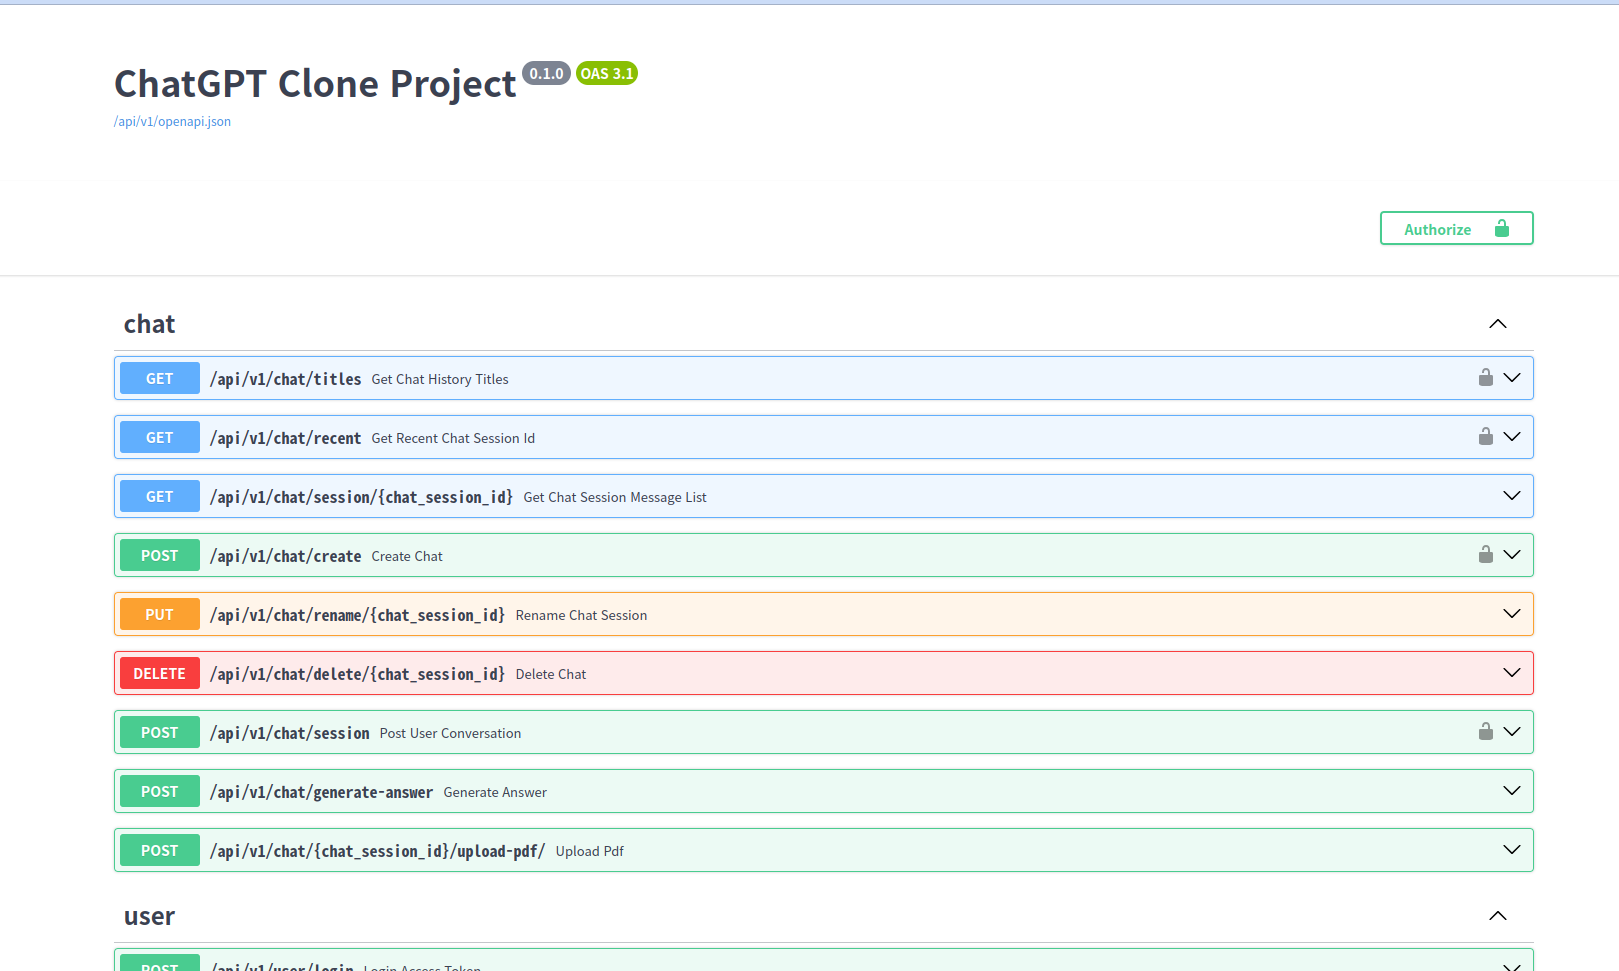 ChatGPT Clone Project 0.1.0 OAS 3.1
/api/v1/openapi.json
Authorize
chat
GET /api/v1/chat/titles Get Chat History Titles
GET /api/v1/chat/recent Get Recent Chat Session Id
GET /api/v1/chat/session/{chat_session_id} Get Chat Session Message List
POST /api/v1/chat/create Create Chat
PUT /api/v1/chat/rename/{chat_session_id} Rename Chat Session
DELETE /api/v1/chat/delete/{chat_session_id} Delete Chat
POST /api/v1/chat/session Post User Conversation
POST /api/v1/chat/generate-answer Generate Answer
POST /api/v1/chat/{chat_session_id}/upload-pdf/ Upload Pdf
user
POST /api/v1/user/login Login Access Token